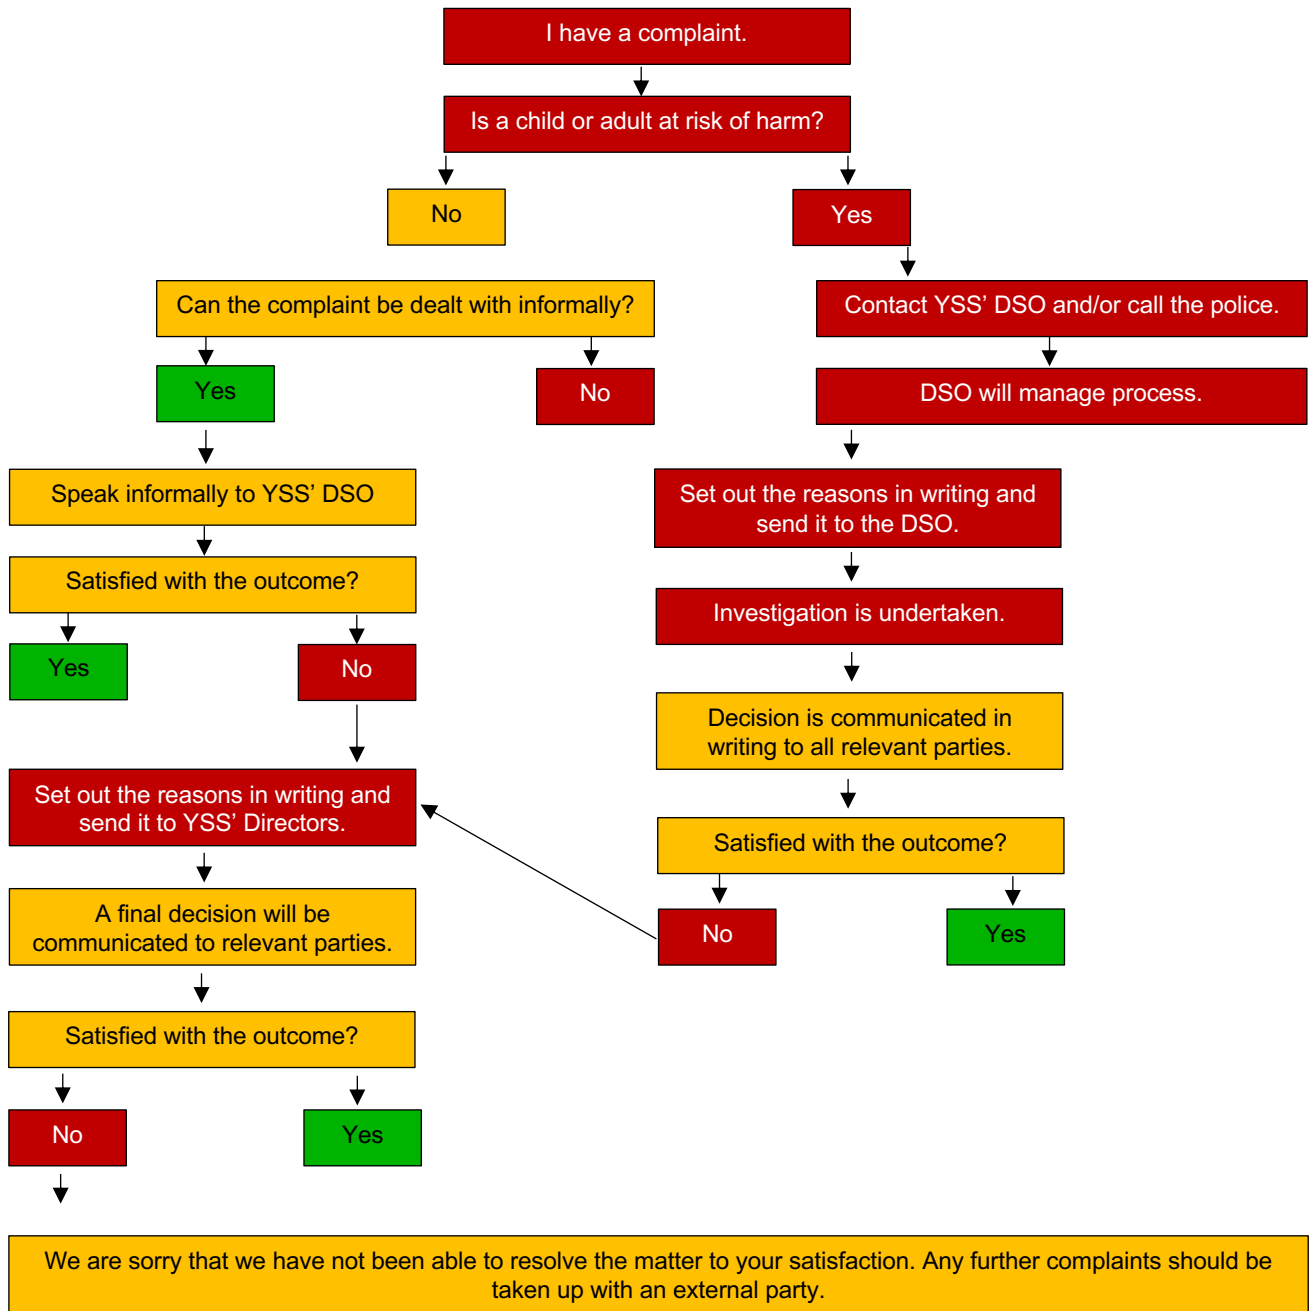 I have a complaint.
Is a child or adult at risk of harm?
No
Yes
Can the complaint be dealt with informally?
Contact YSS’ DSO and/or call the police.
Yes
No
DSO will manage process.
Speak informally to YSS’ DSO
Set out the reasons in writing and
send it to the DSO.
Satisfied with the outcome?
Investigation is undertaken.
Yes
No
Decision is communicated in
writing to all relevant parties.
Set out the reasons in writing and
send it to YSS’ Directors.
Satisfied with the outcome?
A final decision will be
communicated to relevant parties.
No
Yes
Satisfied with the outcome?
No
Yes
We are sorry that we have not been able to resolve the matter to your satisfaction. Any further complaints should be
taken up with an external party.